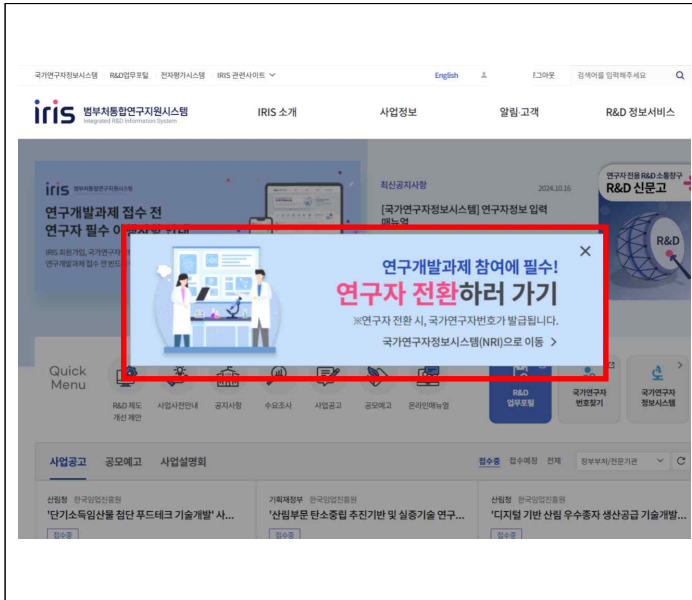 국가연구자정보시스템 R&D업무포털 전자평가시스템 IRIS 관련사이트
English
검색어를 입력해주세요
iris 범부처통합연구지원시스템
Integrated R&D Information System
IRIS 소개
사업정보
알림·고객
R&D 정보서비스
iris 범부처통합연구지원시스템
연구개발과제 접수 전
연구자 필수
최신공지사항
2024.10.16
[국가연구자정보시스템] 연구자정보 입력
매뉴얼
연구자 전용 R&D 소통창구
R&D 신문고
R&D
연구개발과제 참여에 필수!
연구자 전환하러 가기
※연구자 전환 시, 국가연구자번호가 발급됩니다.
국가연구자정보시스템(NRI)으로 이동 >
Quick
Menu
R&D 제도
개선 제안
사업사전안내
공지사항
수요조사
사업공고
공모예고
온라인매뉴얼
R&D
업무포털
국가연구자
번호찾기
국가연구자
정보시스템
사업공고
공모예고
사업설명회
접수중
접수예정
전체
정부부처/전문기관
산림청 한국임업진흥원
'단기소득임산물 첨단 푸드테크 기술개발' 사...
접수중
기획재정부 한국임업진흥원
'산림부문 탄소중립 추진기반 및 실증기술 연구...
접수중
산림청 한국임업진흥원
'디지털 기반 산림 우수종자 생산공급 기술개발...
접수중